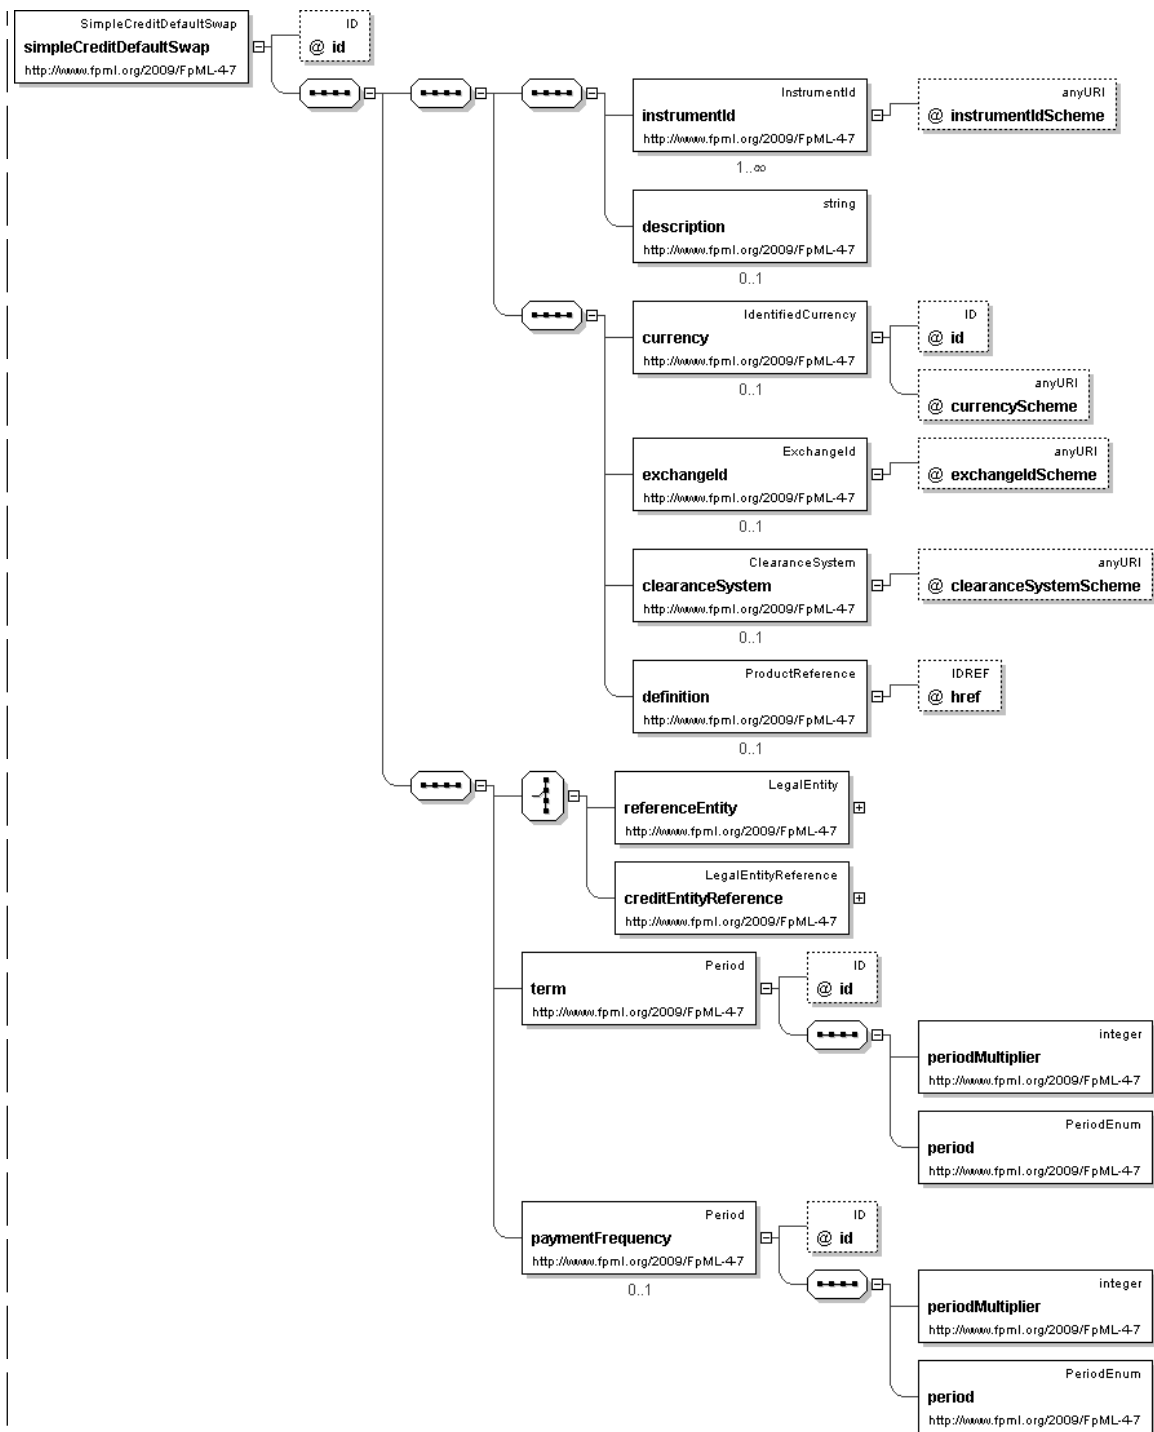 SimpleCreditDefaultSwap
simpleCreditDefaultSwap
http://www.fpml.org/2009/FpML-4-7
ID
@ id
InstrumentId
instrumentId
http://www.fpml.org/2009/FpML-4-7
1..∞
anyURI
@ instrumentIdScheme
string
description
http://www.fpml.org/2009/FpML-4-7
0..1
IdentifiedCurrency
currency
http://www.fpml.org/2009/FpML-4-7
0..1
ID
@ id
anyURI
@ currencyScheme
ExchangeId
exchangeId
http://www.fpml.org/2009/FpML-4-7
0..1
anyURI
@ exchangeIdScheme
ClearanceSystem
clearanceSystem
http://www.fpml.org/2009/FpML-4-7
0..1
anyURI
@ clearanceSystemScheme
ProductReference
definition
http://www.fpml.org/2009/FpML-4-7
0..1
IDREF
@ href
LegalEntity
referenceEntity
http://www.fpml.org/2009/FpML-4-7
LegalEntityReference
creditEntityReference
http://www.fpml.org/2009/FpML-4-7
Period
term
http://www.fpml.org/2009/FpML-4-7
ID
@ id
integer
periodMultiplier
http://www.fpml.org/2009/FpML-4-7
PeriodEnum
period
http://www.fpml.org/2009/FpML-4-7
Period
paymentFrequency
http://www.fpml.org/2009/FpML-4-7
0..1
ID
@ id
integer
periodMultiplier
http://www.fpml.org/2009/FpML-4-7
PeriodEnum
period
http://www.fpml.org/2009/FpML-4-7